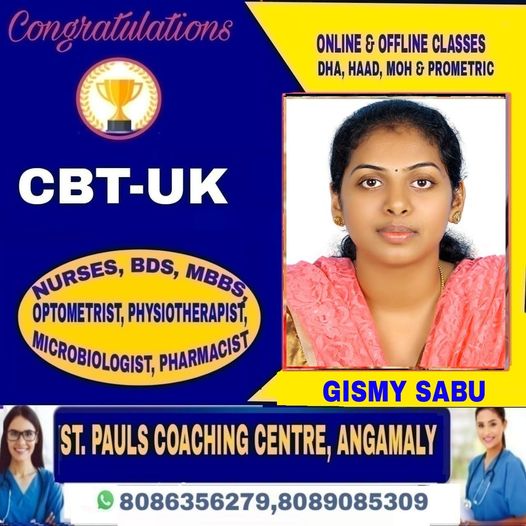 Congratulations
ONLINE & OFFLINE CLASSES
DHA, HAAD, MOH & PROMETRIC
CBT-UK
NURSES, BDS, MBBS,
OPTOMETRIST, PHYSIOTHERAPIST,
MICROBIOLOGIST, PHARMACIST
GISMY SABU
ST. PAULS COACHING CENTRE, ANGAMALY
8086356279,8089085309